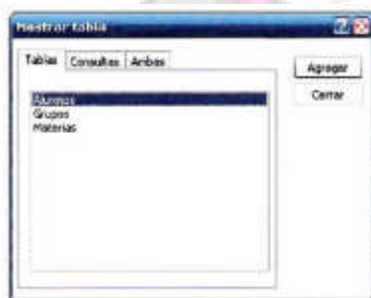 Mostrar tabla
Tablas Consultas Ambas
Agregar
Cerrar
Alumnos
Grupos
Materias